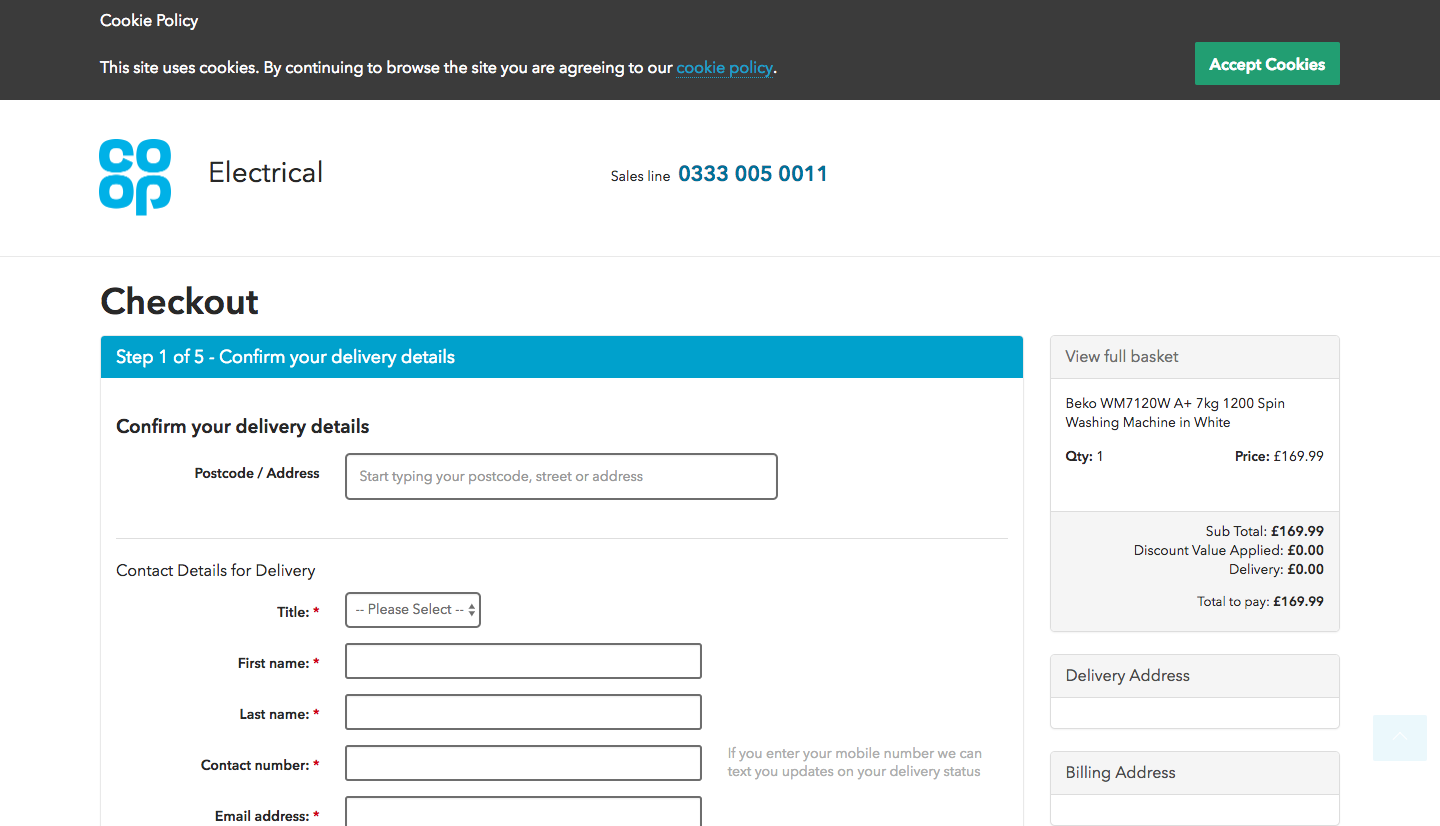 Cookie Policy
This site uses cookies. By continuing to browse the site you are agreeing to our cookie policy.
Accept Cookies
co
op
Electrical
Sales line 0333 005 0011
Checkout
Step 1 of 5 - Confirm your delivery details
Confirm your delivery details
Postcode / Address
Start typing your postcode, street or address
Contact Details for Delivery
Title: *
-- Please Select --
First name: *
Last name: *
Contact number: *
If you enter your mobile number we can
text you updates on your delivery status
Email address: *
View full basket
Beko WM7120W A+ 7kg 1200 Spin
Washing Machine in White
Qty: 1 Price: £169.99
Sub Total: £169.99
Discount Value Applied: £0.00
Delivery: £0.00
Total to pay: £169.99
Delivery Address
Billing Address